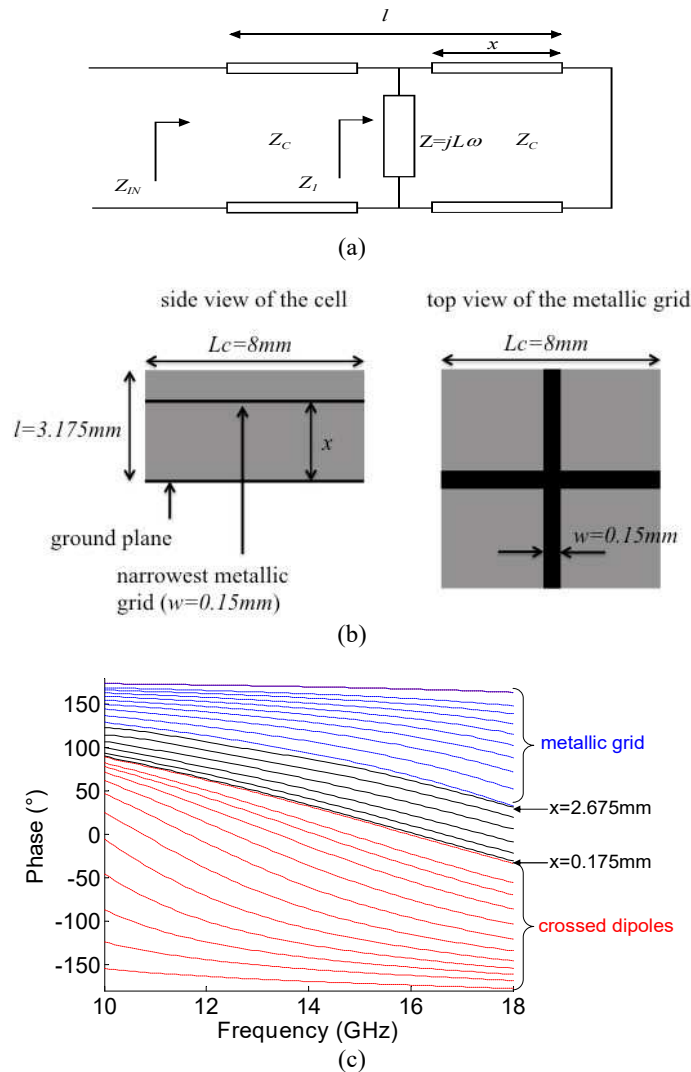 l
x
Z_C
Z=jLω
Z_C
Z_IN
Z_1
(a)
side view of the cell
top view of the metallic grid
Lc=8mm
Lc=8mm
l=3.175mm
x
ground plane
narrowest metallic
grid (w=0.15mm)
w=0.15mm
(b)
150
100
50
0
-50
-100
-150
Phase (°)
10
12
14
16
18
Frequency (GHz)
metallic grid
x=2.675mm
x=0.175mm
crossed dipoles
(c)